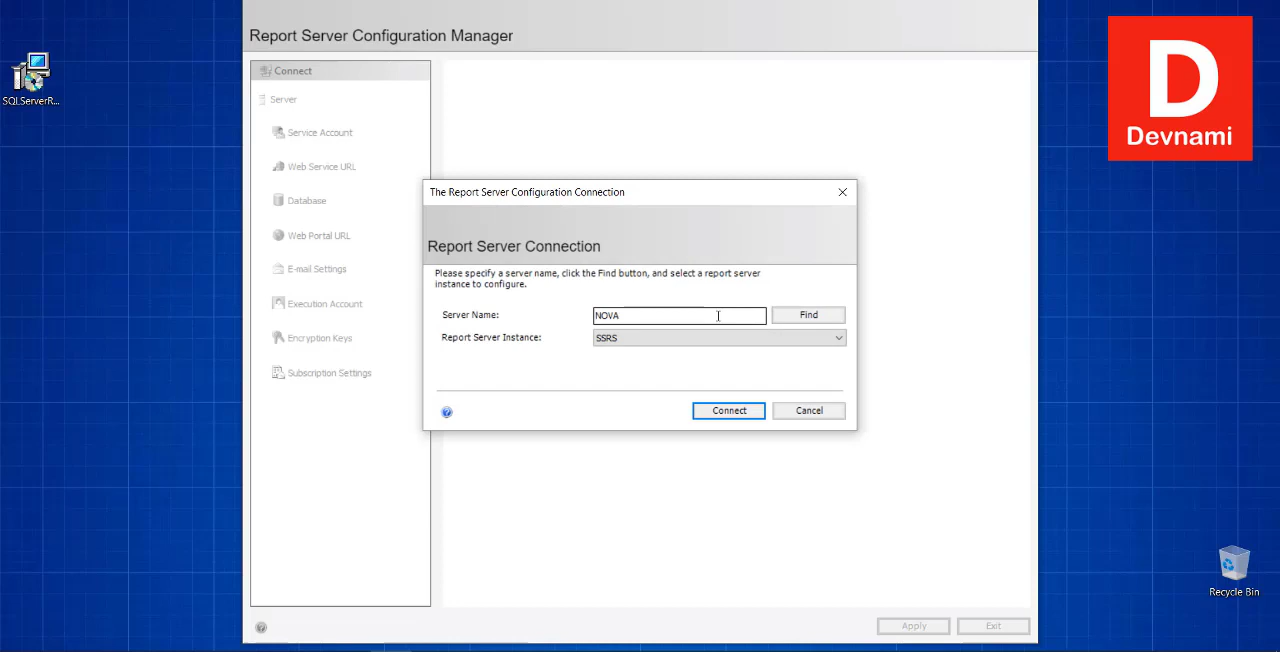 Report Server Configuration Manager
SQLServerR...
Connect
Server
Service Account
Web Service URL
Database
Web Portal URL
E-mail Settings
Execution Account
Encryption Keys
Subscription Settings
The Report Server Configuration Connection
Report Server Connection
Please specify a server name, click the Find button, and select a report server
instance to configure.
Server Name:
NOVA
Find
Report Server Instance:
SSRS
Connect
Cancel
Apply
Exit
D
Devnami
Recycle Bin